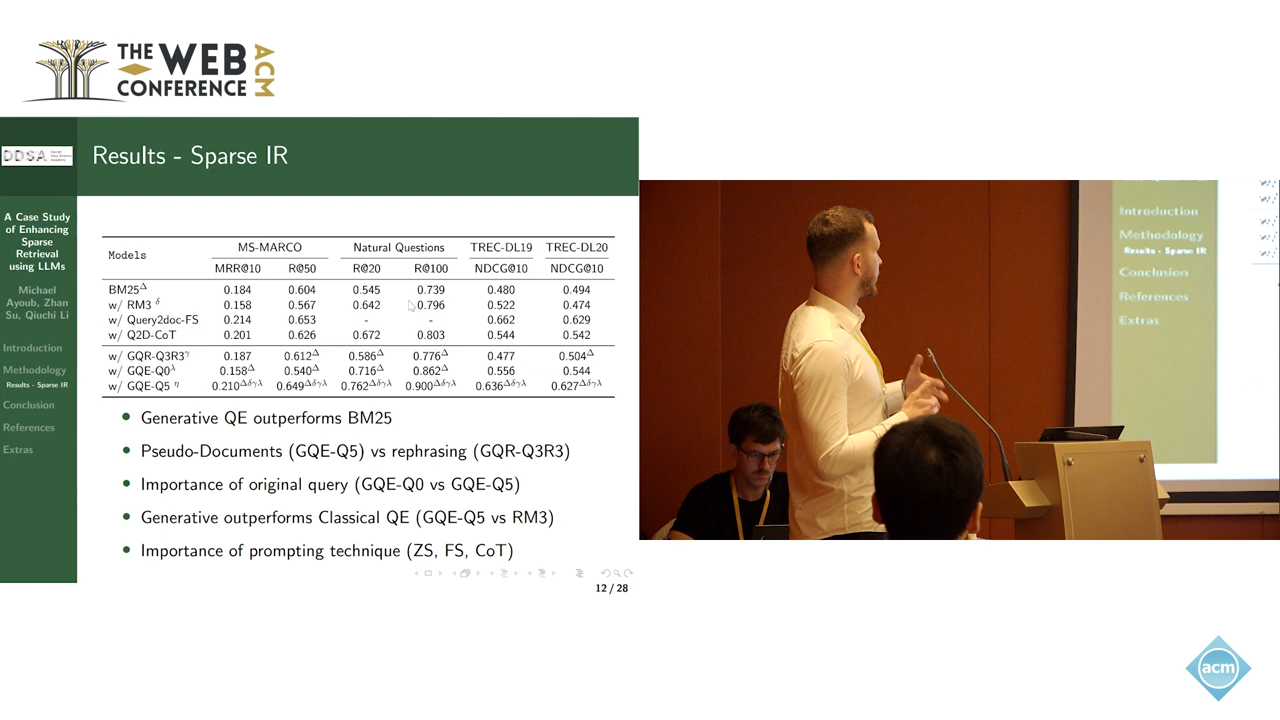 THE WEB
CONFERENCE
ACM
DDSA
Results - Sparse IR
A Case Study
of Enhancing
Sparse
Retrieval
using LLMs
Michael
Ayoub, Zhan
Su, Qiuchi Li
Introduction
Methodology
Results - Sparse IR
Conclusion
References
Extras
Models MS-MARCO Natural Questions TREC-DL19 TREC-DL20
MRR@10 R@50 R@20 R@100 NDCG@10 NDCG@10
BM25Δ 0.184 0.604 0.545 0.739 0.480 0.494
w/ RM3 δ 0.158 0.567 0.642 0.796 0.522 0.474
w/ Query2doc-FS 0.214 0.653 - - 0.662 0.629
w/ Q2D-CoT 0.201 0.626 0.672 0.803 0.544 0.542
w/ GQR-Q3R3γ 0.187 0.612Δ 0.586Δ 0.776Δ 0.477 0.504Δ
w/ GQE-Q0λ 0.158Δ 0.540Δ 0.716Δ 0.862Δ 0.556 0.544
w/ GQE-Q5 η 0.210Δδγλ 0.649Δδγλ 0.762Δδγλ 0.900Δδγλ 0.636Δδγλ 0.627Δδγλ
• Generative QE outperforms BM25
• Pseudo-Documents (GQE-Q5) vs rephrasing (GQR-Q3R3)
• Importance of original query (GQE-Q0 vs GQE-Q5)
• Generative outperforms Classical QE (GQE-Q5 vs RM3)
• Importance of prompting technique (ZS, FS, CoT)
12 / 28
Introduction
Methodology
Results - Sparse IR
Conclusion
References
Extras
acm